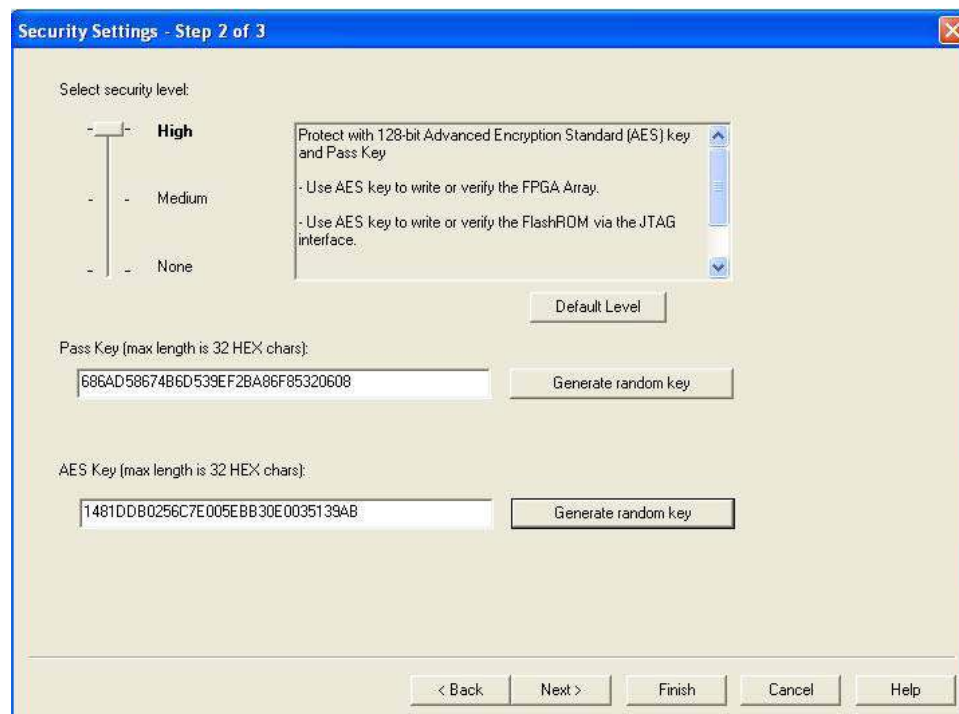 Security Settings - Step 2 of 3
Select security level:
High
Medium
None
Protect with 128-bit Advanced Encryption Standard (AES) key
and Pass Key
- Use AES key to write or verify the FPGA Array.
- Use AES key to write or verify the FlashROM via the JTAG
interface.
Default Level
Pass Key (max length is 32 HEX chars):
686AD58674B6D539EF2BA86F85320608
Generate random key
AES Key (max length is 32 HEX chars):
1481DDB0256C7E005EBB30E0035139AB
Generate random key
< Back
Next >
Finish
Cancel
Help